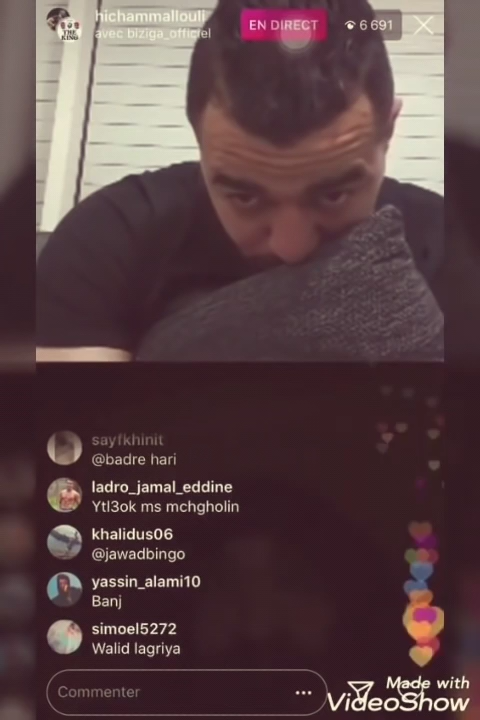 hichammallouli
avec biziga_officiel
EN DIRECT
6 691
THE
KING
sayfkhinit
@badre hari
ladro_jamal_eddine
Ytl3ok ms mchgholin
khalidus06
@jawadbingo
yassin_alami10
Banj
simoel5272
Walid lagriya
Commenter
Made with
VideoShow